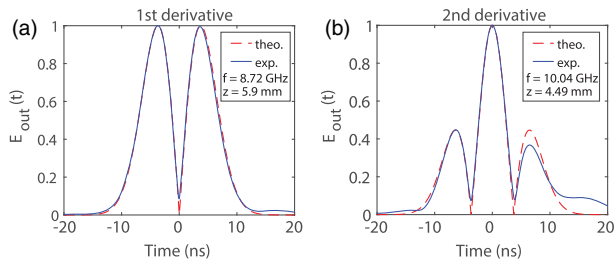 (a) 1st derivative
E out (t)
1
0.8
0.6
0.4
0.2
0
-20 -10 0 10 20
Time (ns)
theo.
exp.
f = 8.72 GHz
z = 5.9 mm
(b) 2nd derivative
E out (t)
1
0.8
0.6
0.4
0.2
0
-20 -10 0 10 20
Time (ns)
theo.
exp.
f = 10.04 GHz
z = 4.49 mm